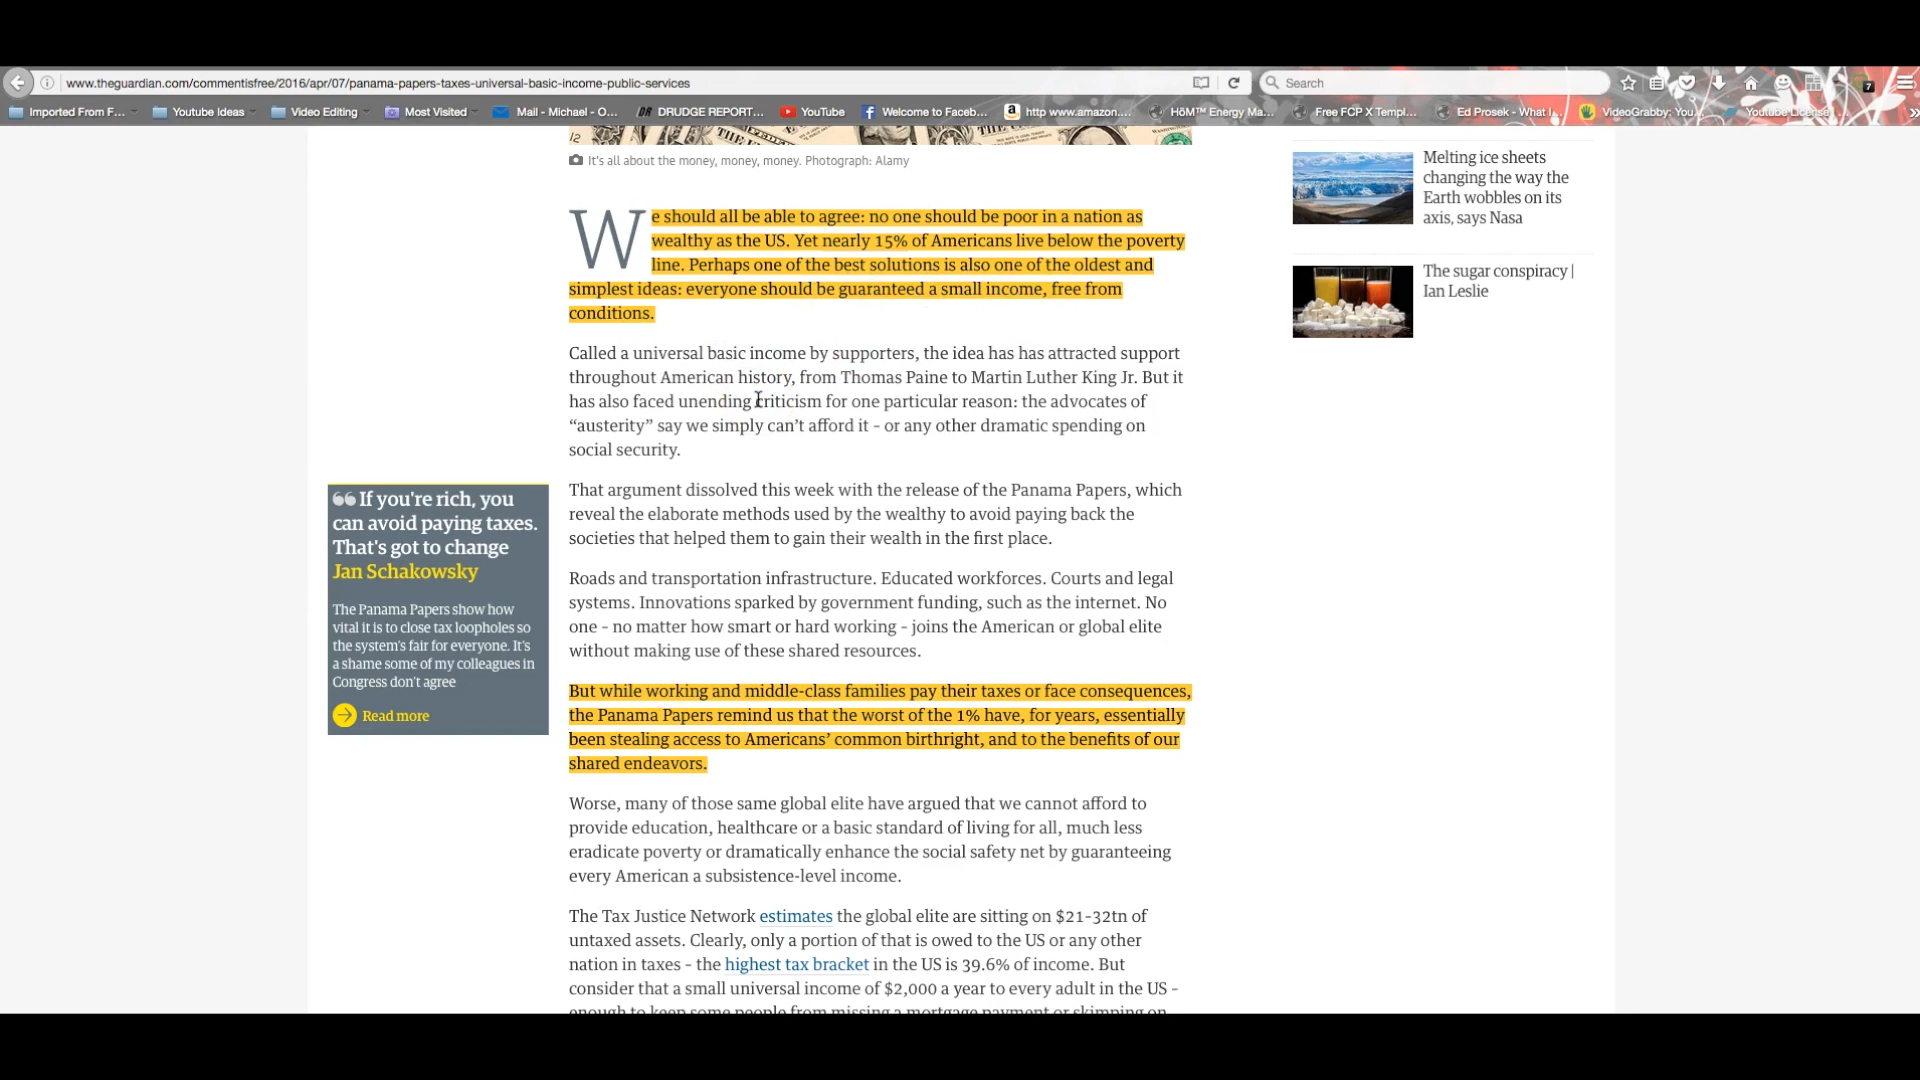 www.theguardian.com/commentisfree/2016/apr/07/panama-papers-taxes-universal-basic-income-public-services
Search
7
Imported From F...
Youtube Ideas
Video Editing
Most Visited
Mail - Michael - O...
DR DRUDGE REPORT...
YouTube
Welcome to Faceb...
http www.amazon....
HōM™ Energy Ma...
Free FCP X Templ...
Ed Prosek - What I...
VideoGrabby: You...
Youtube License
It's all about the money, money, money. Photograph: Alamy
We should all be able to agree: no one should be poor in a nation as
wealthy as the US. Yet nearly 15% of Americans live below the poverty
line. Perhaps one of the best solutions is also one of the oldest and
simplest ideas: everyone should be guaranteed a small income, free from
conditions.
Called a universal basic income by supporters, the idea has has attracted support
throughout American history, from Thomas Paine to Martin Luther King Jr. But it
has also faced unending criticism for one particular reason: the advocates of
“austerity” say we simply can’t afford it – or any other dramatic spending on
social security.
That argument dissolved this week with the release of the Panama Papers, which
reveal the elaborate methods used by the wealthy to avoid paying back the
societies that helped them to gain their wealth in the first place.
Roads and transportation infrastructure. Educated workforces. Courts and legal
systems. Innovations sparked by government funding, such as the internet. No
one – no matter how smart or hard working – joins the American or global elite
without making use of these shared resources.
But while working and middle-class families pay their taxes or face consequences,
the Panama Papers remind us that the worst of the 1% have, for years, essentially
been stealing access to Americans’ common birthright, and to the benefits of our
shared endeavors.
Worse, many of those same global elite have argued that we cannot afford to
provide education, healthcare or a basic standard of living for all, much less
eradicate poverty or dramatically enhance the social safety net by guaranteeing
every American a subsistence-level income.
The Tax Justice Network estimates the global elite are sitting on $21–32tn of
untaxed assets. Clearly, only a portion of that is owed to the US or any other
nation in taxes – the highest tax bracket in the US is 39.6% of income. But
consider that a small universal income of $2,000 a year to every adult in the US –
enough to keep some people from missing a mortgage payment or skimping on
If you're rich, you
can avoid paying taxes.
That's got to change
Jan Schakowsky
The Panama Papers show how
vital it is to close tax loopholes so
the system's fair for everyone. It's
a shame some of my colleagues in
Congress don't agree
Read more
Melting ice sheets
changing the way the
Earth wobbles on its
axis, says Nasa
The sugar conspiracy |
Ian Leslie